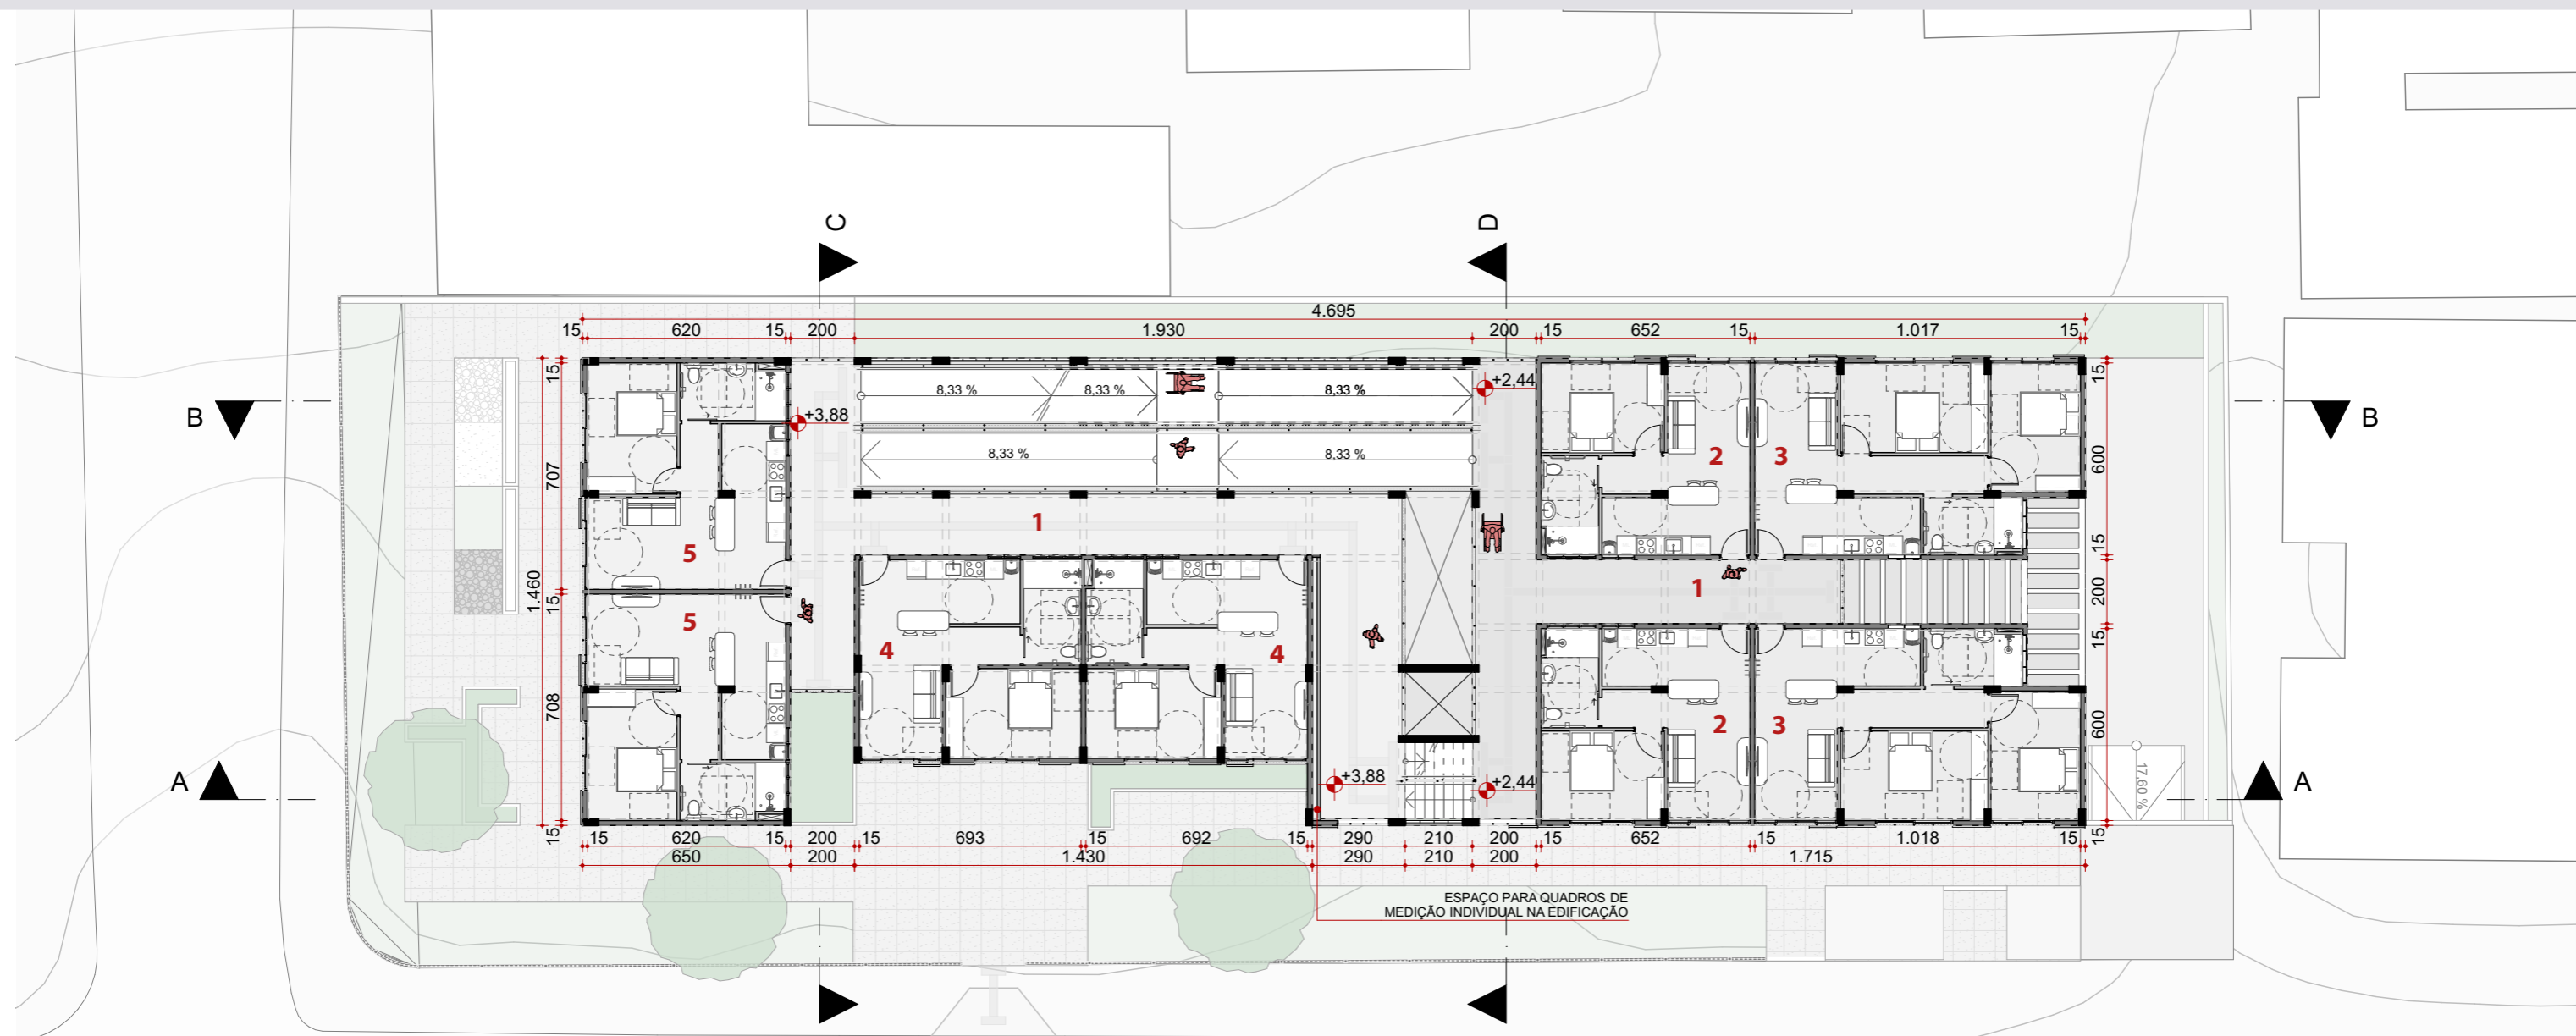 C
D
4.695
15 620 15 200 1.930 200 15 652 15 1.017 15
15
15
8,33 % 8,33 % 8,33 % +2,44
B
+3,88
B
8,33 % 8,33 %
2 3
707
600
1
5
15
1
1.460
15
200
5
15
4 4
708
2 3
600
A
+3,88 +2,44
17,60 %
A
15
15 620 15 200 15 693 15 692 15 290 210 200 15 652 15 1.018 15
15
650 200 1.430 290 210 200 1.715
ESPAÇO PARA QUADROS DE
MEDIÇÃO INDIVIDUAL NA EDIFICAÇÃO